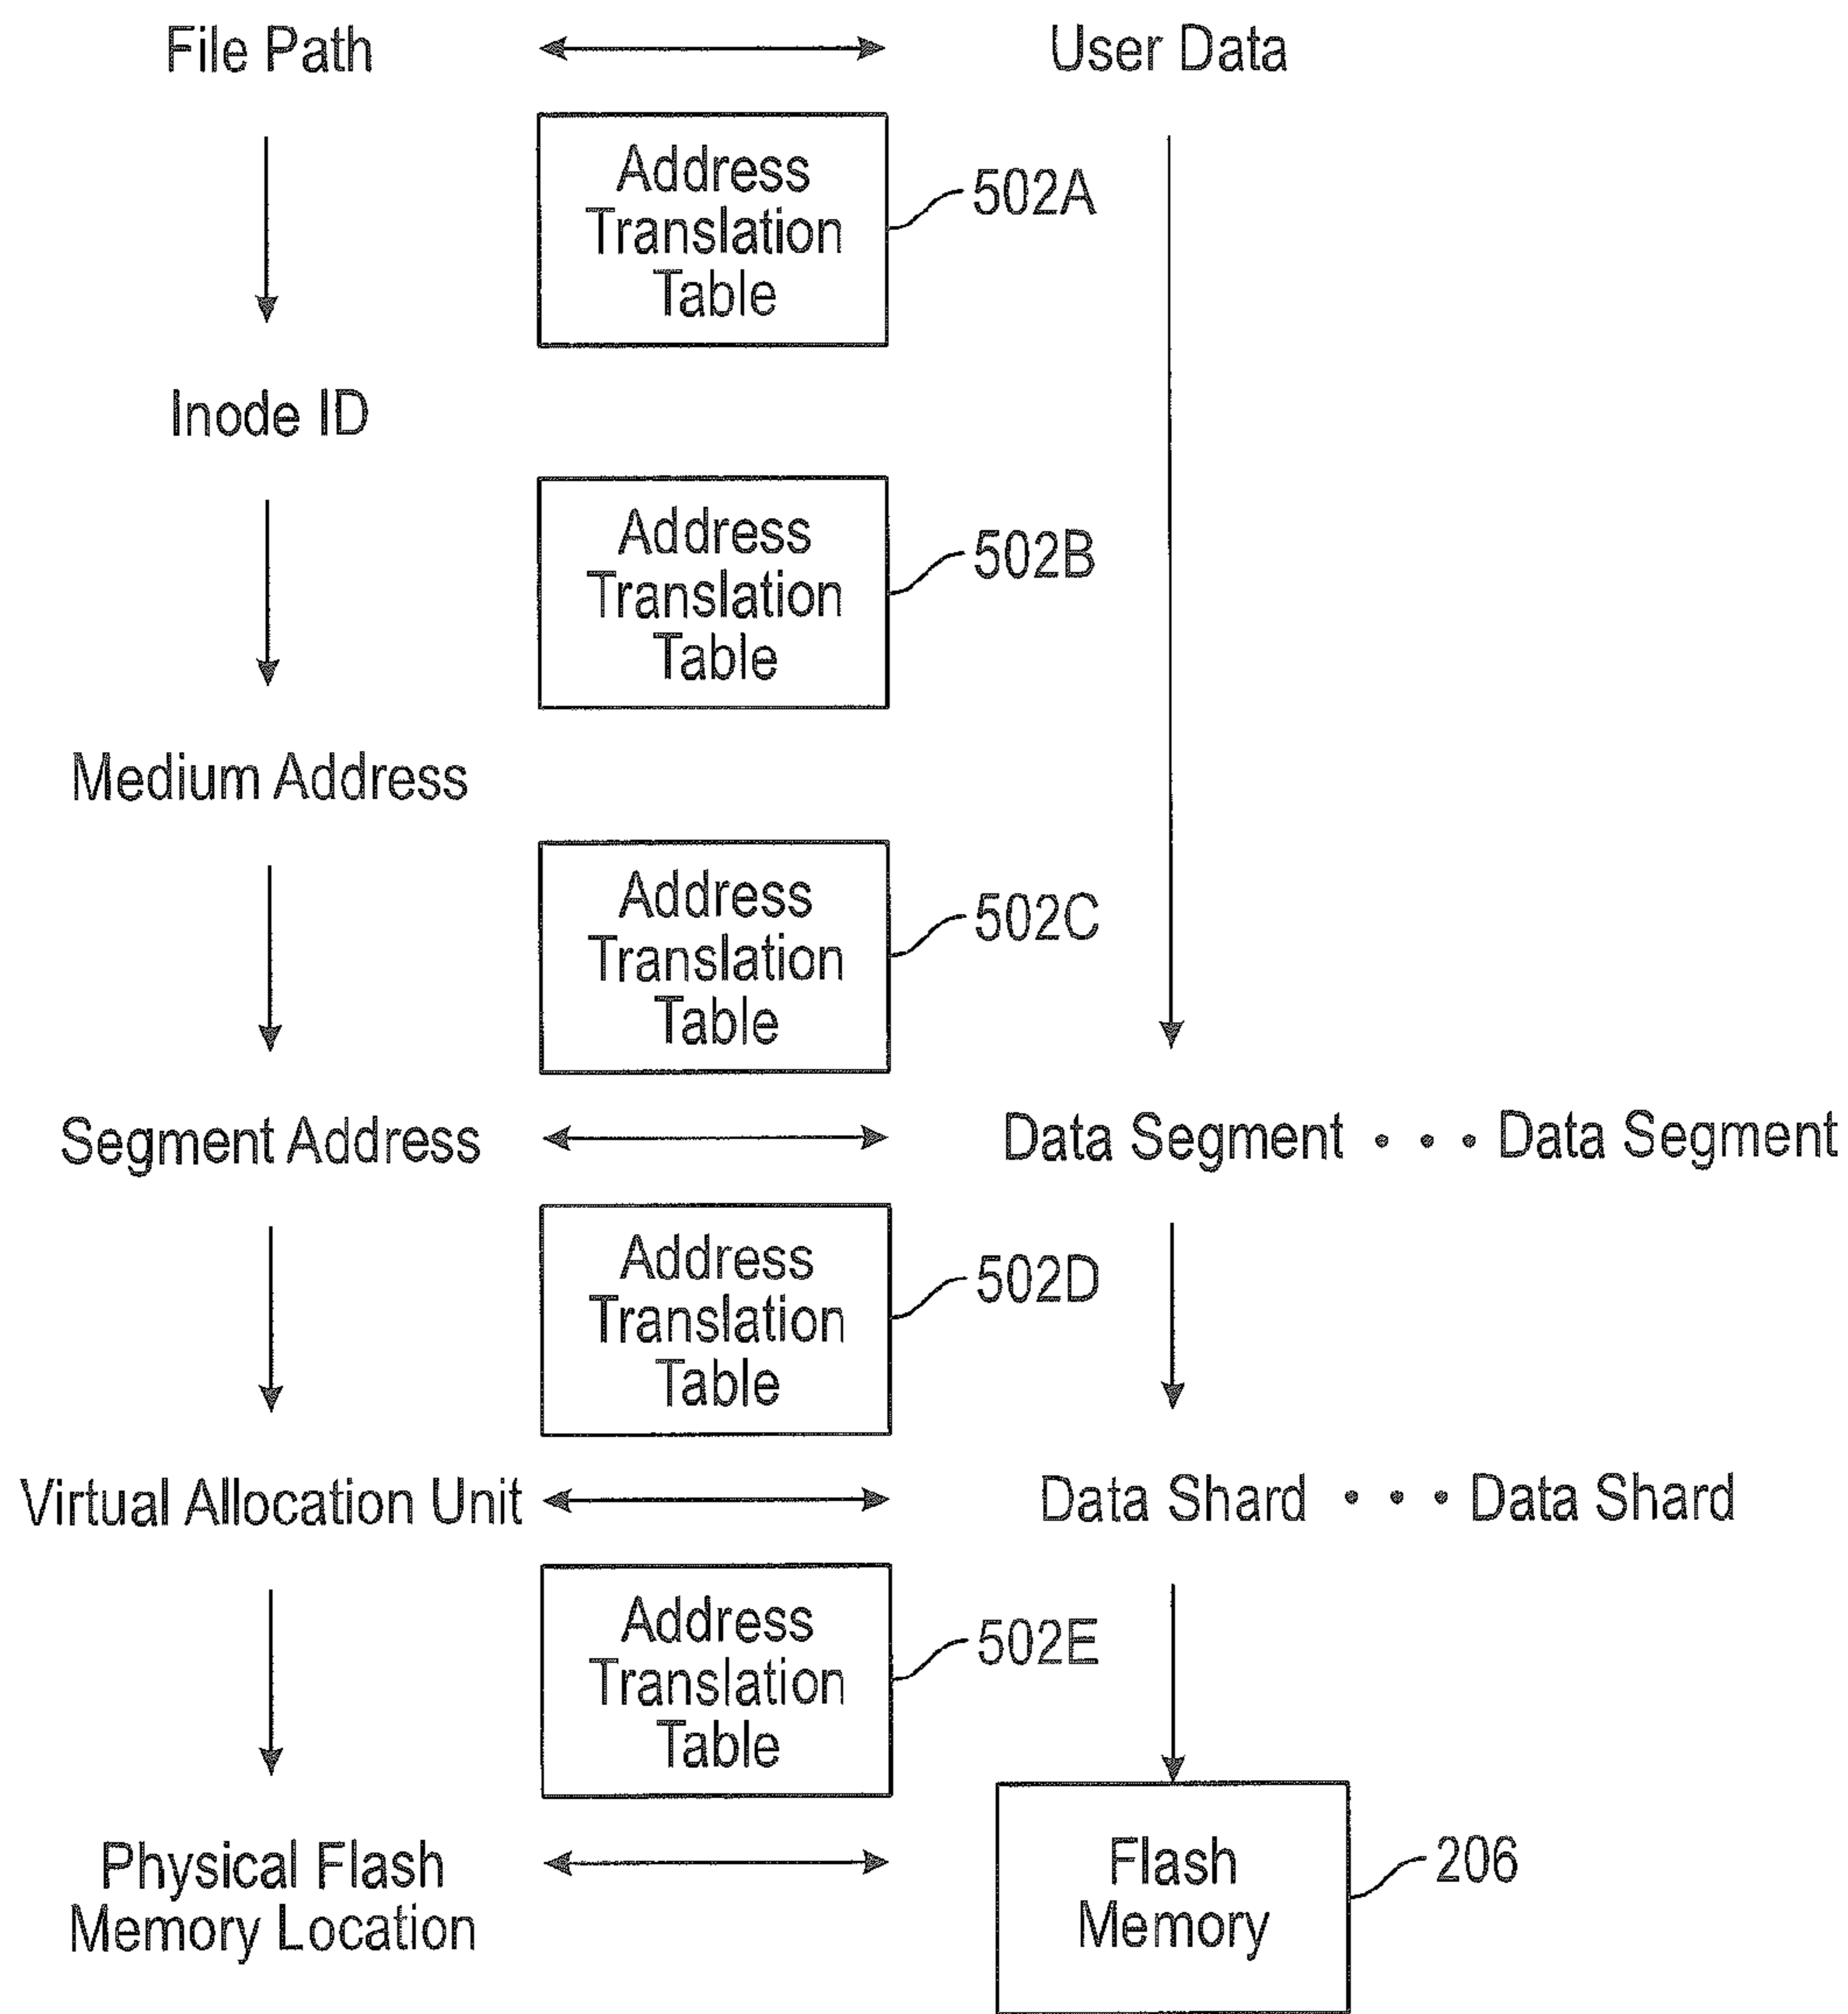 File Path
User Data
Address
Translation
Table
502A
Inode ID
Address
Translation
Table
502B
Medium Address
Address
Translation
Table
502C
Segment Address
Data Segment • • • Data Segment
Address
Translation
Table
502D
Virtual Allocation Unit
Data Shard • • • Data Shard
Address
Translation
Table
502E
Physical Flash
Memory Location
Flash
Memory
206